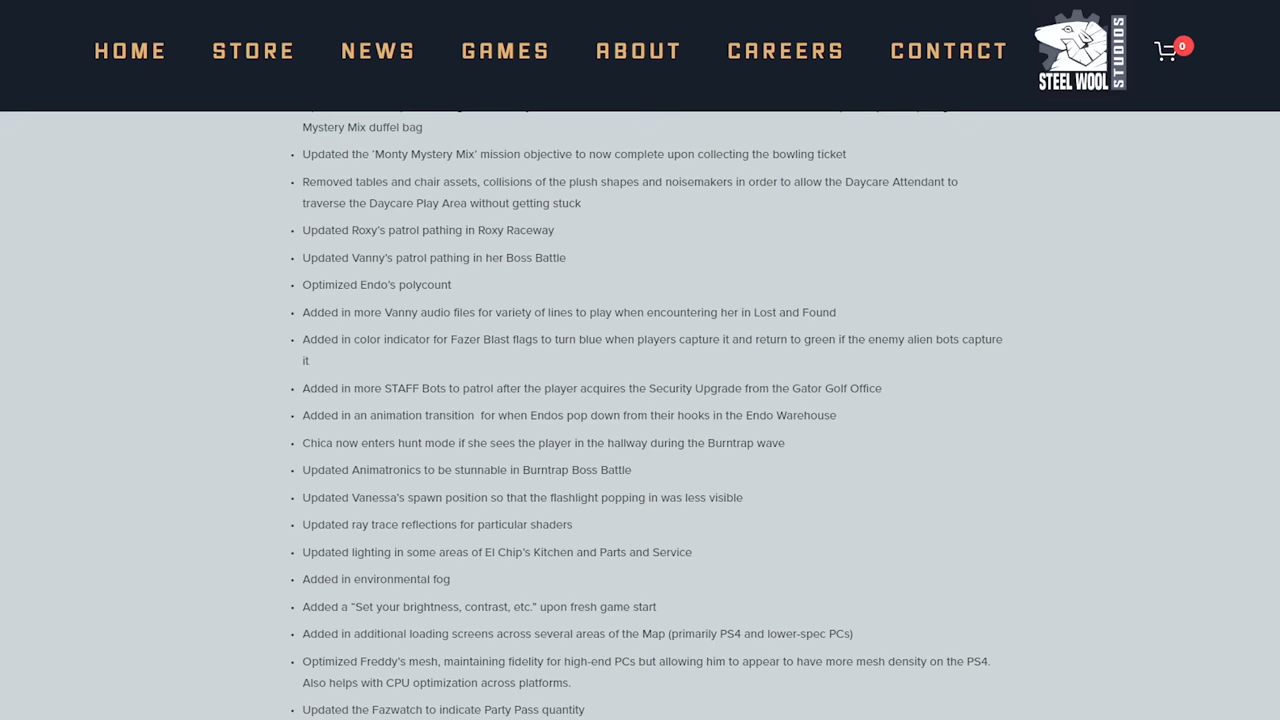 HOME STORE NEWS GAMES ABOUT CAREERS CONTACT
STEEL WOOL
STUDIOS
0
Mystery Mix duffel bag
• Updated the ‘Monty Mystery Mix’ mission objective to now complete upon collecting the bowling ticket
• Removed tables and chair assets, collisions of the plush shapes and noisemakers in order to allow the Daycare Attendant to
traverse the Daycare Play Area without getting stuck
• Updated Roxy’s patrol pathing in Roxy Raceway
• Updated Vanny’s patrol pathing in her Boss Battle
• Optimized Endo’s polycount
• Added in more Vanny audio files for variety of lines to play when encountering her in Lost and Found
• Added in color indicator for Fazer Blast flags to turn blue when players capture it and return to green if the enemy alien bots capture
it
• Added in more STAFF Bots to patrol after the player acquires the Security Upgrade from the Gator Golf Office
• Added in an animation transition  for when Endos pop down from their hooks in the Endo Warehouse
• Chica now enters hunt mode if she sees the player in the hallway during the Burntrap wave
• Updated Animatronics to be stunnable in Burntrap Boss Battle
• Updated Vanessa’s spawn position so that the flashlight popping in was less visible
• Updated ray trace reflections for particular shaders
• Updated lighting in some areas of El Chip’s Kitchen and Parts and Service
• Added in environmental fog
• Added a “Set your brightness, contrast, etc.” upon fresh game start
• Added in additional loading screens across several areas of the Map (primarily PS4 and lower-spec PCs)
• Optimized Freddy’s mesh, maintaining fidelity for high-end PCs but allowing him to appear to have more mesh density on the PS4.
Also helps with CPU optimization across platforms.
• Updated the Fazwatch to indicate Party Pass quantity